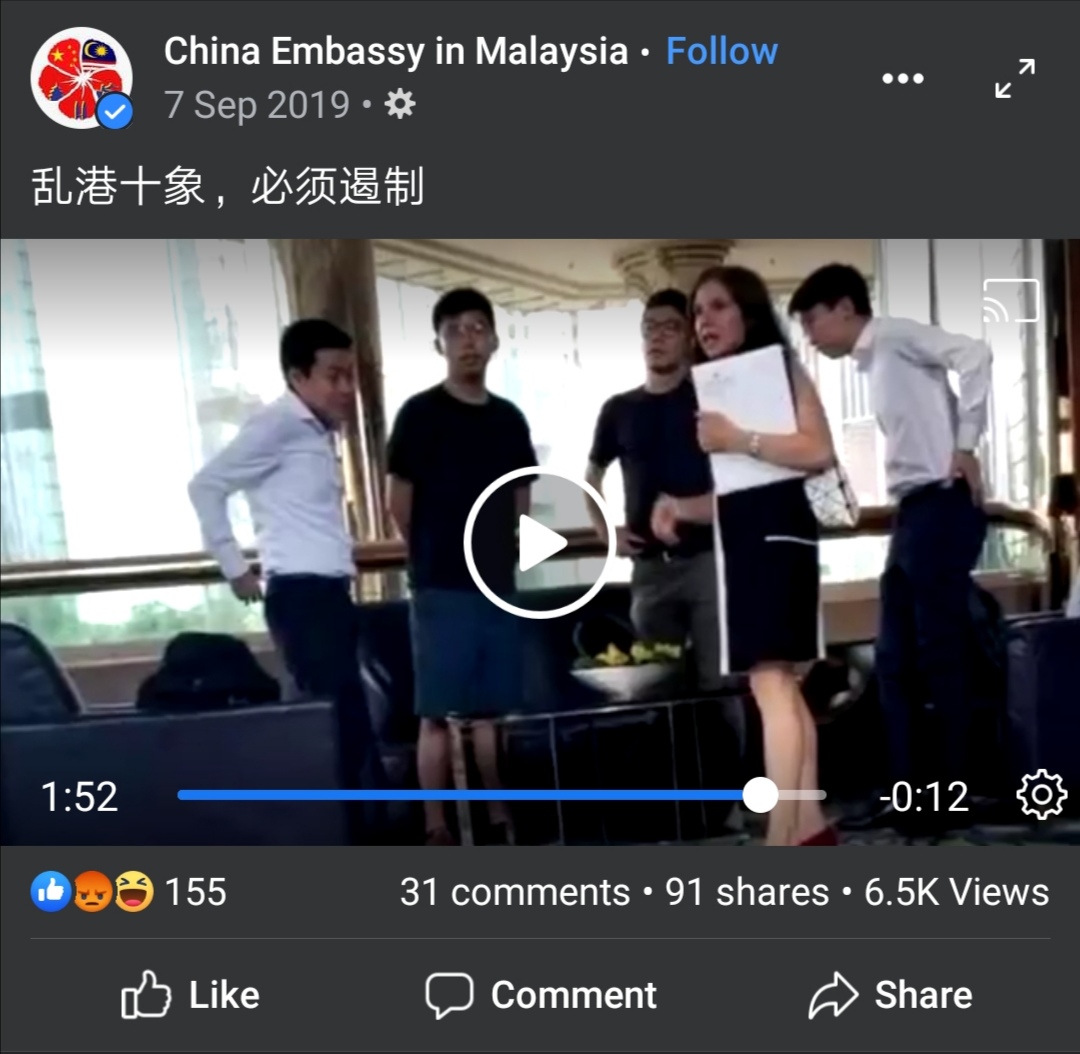 China Embassy in Malaysia • Follow
7 Sep 2019 •
乱港十象，必须遏制
1:52 -0:12
155 31 comments • 91 shares • 6.5K Views
Like Comment Share